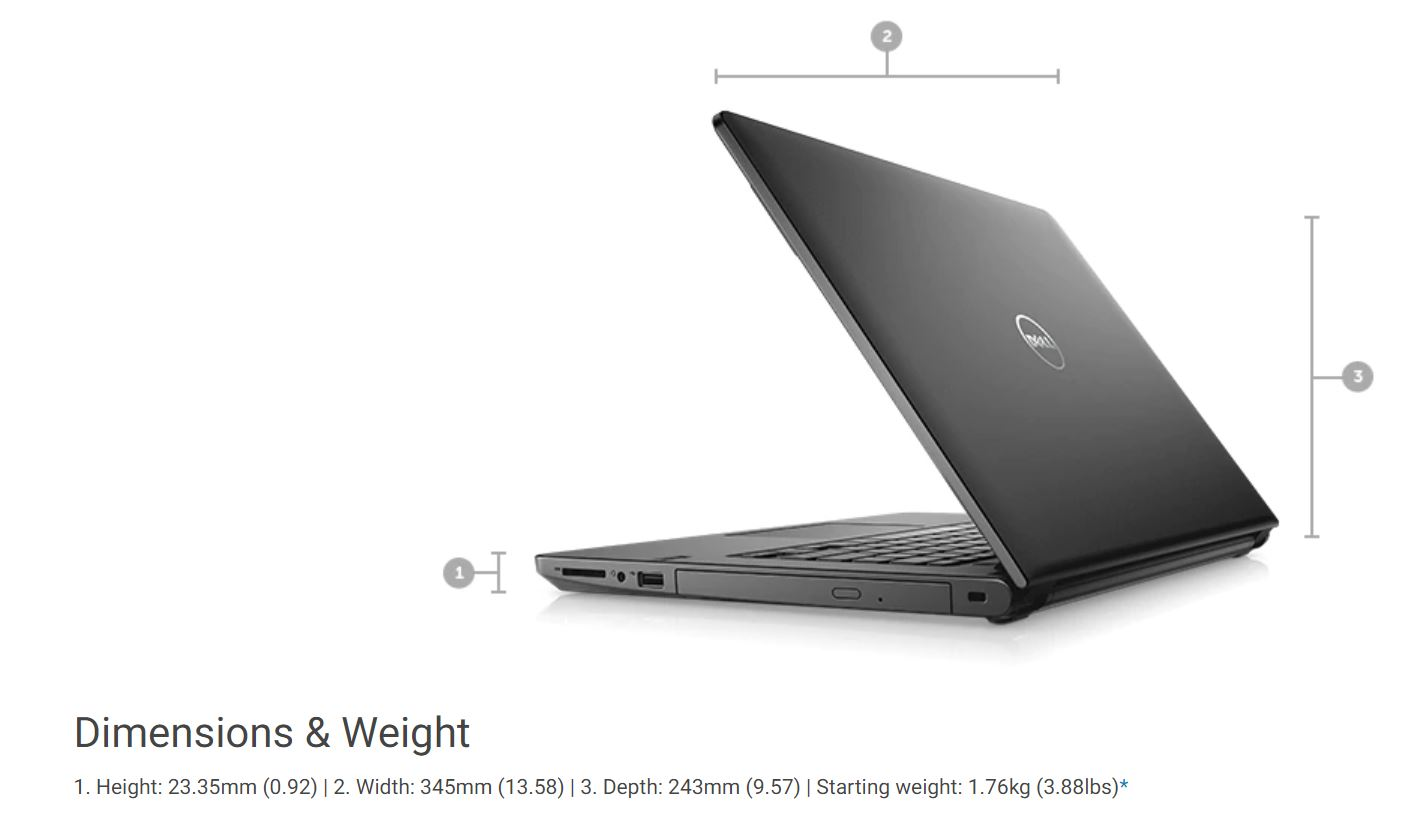 2
DELL
3
1
Dimensions & Weight
1. Height: 23.35mm (0.92) | 2. Width: 345mm (13.58) | 3. Depth: 243mm (9.57) | Starting weight: 1.76kg (3.88lbs)*